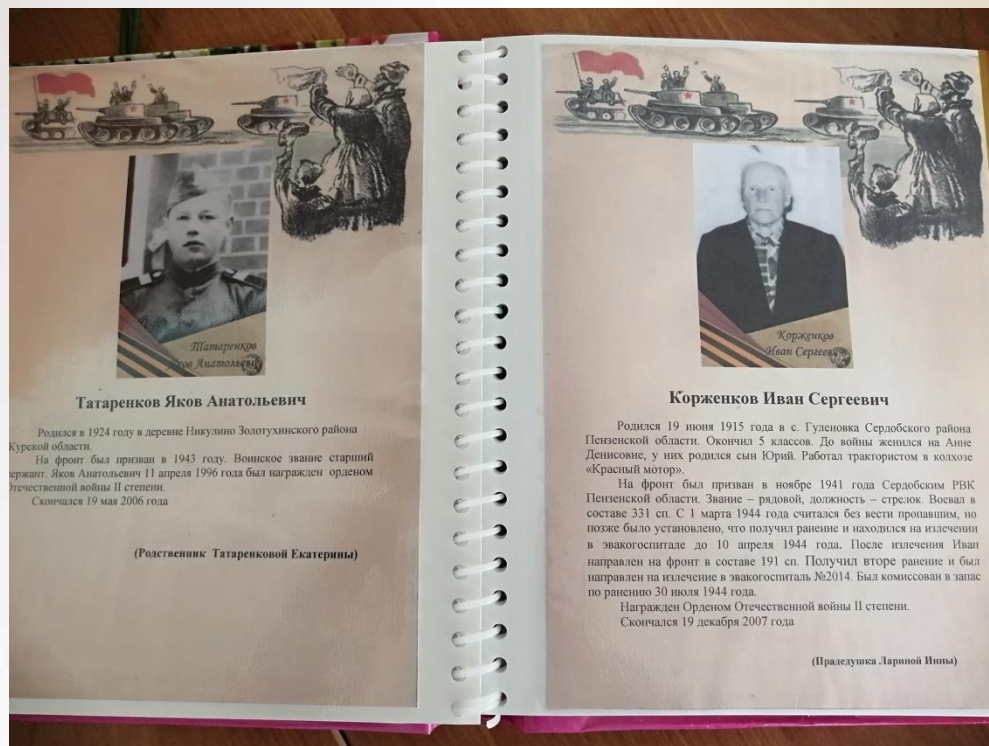 Татаренков
Яков Анатольевич
Татаренков Яков Анатольевич
Родился в 1924 году в деревне Никулино Золотухинского района
Курской области.
На фронт был призван в 1943 году. Воинское звание старший
сержант. Яков Анатольевич 11 апреля 1996 года был награжден орденом
Отечественной войны II степени.
Скончался 19 мая 2006 года
(Родственник Татаренковой Екатерины)
Корженков
Иван Сергеевич
Корженков Иван Сергеевич
Родился 19 июня 1915 года в с. Гуленовка Сердобского района
Пензенской области. Окончил 5 классов. До войны женился на Анне
Денисовне, у них родился сын Юрий. Работал трактористом в колхозе
«Красный мотор».
На фронт был призван в ноябре 1941 года Сердобским РВК
Пензенской области. Звание – рядовой, должность – стрелок. Воевал в
составе 331 сп. С 1 марта 1944 года считался без вести пропавшим, но
позже было установлено, что получил ранение и находился на излечении
в эвакогоспитале до 10 апреля 1944 года. После излечения Иван
направлен на фронт в составе 191 сп. Получил второе ранение и был
направлен на излечение в эвакогоспиталь №2014. Был комиссован в запас
по ранению 30 июля 1944 года.
Награжден Орденом Отечественной войны II степени.
Скончался 19 декабря 2007 года
(Прадедушка Лариной Инны)